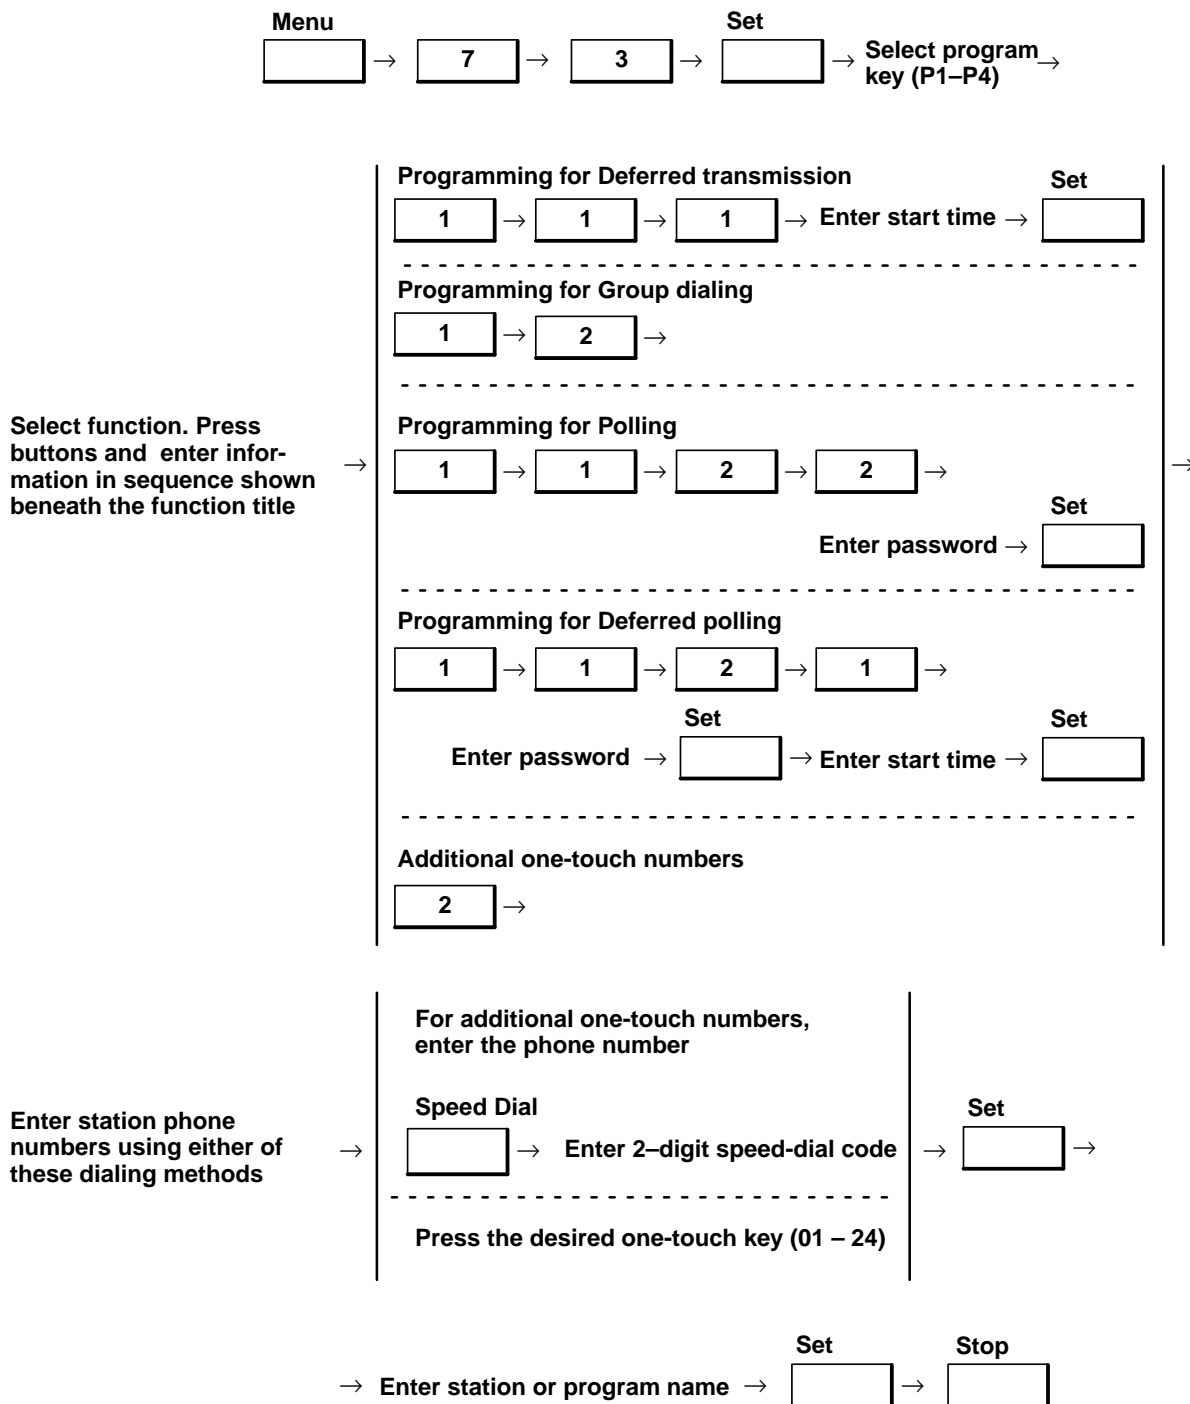 Menu Set
→ 7 → 3 → → Select program →
key (P1–P4)
Programming for Deferred transmission
Set
1 → 1 → 1 → Enter start time →
Programming for Group dialing
1 → 2 →
Select function. Press
buttons and enter infor-
mation in sequence shown
beneath the function title
→
Programming for Polling
1 → 1 → 2 → 2 →
→
Set
Enter password →
Programming for Deferred polling
1 → 1 → 2 → 1 →
Set Set
Enter password → → Enter start time →
Additional one-touch numbers
2 →
For additional one-touch numbers,
enter the phone number
Enter station phone
numbers using either of
these dialing methods
→
Speed Dial
→ Enter 2–digit speed-dial code
Press the desired one-touch key (01 – 24)
Set
→ →
Set Stop
→ Enter station or program name → →